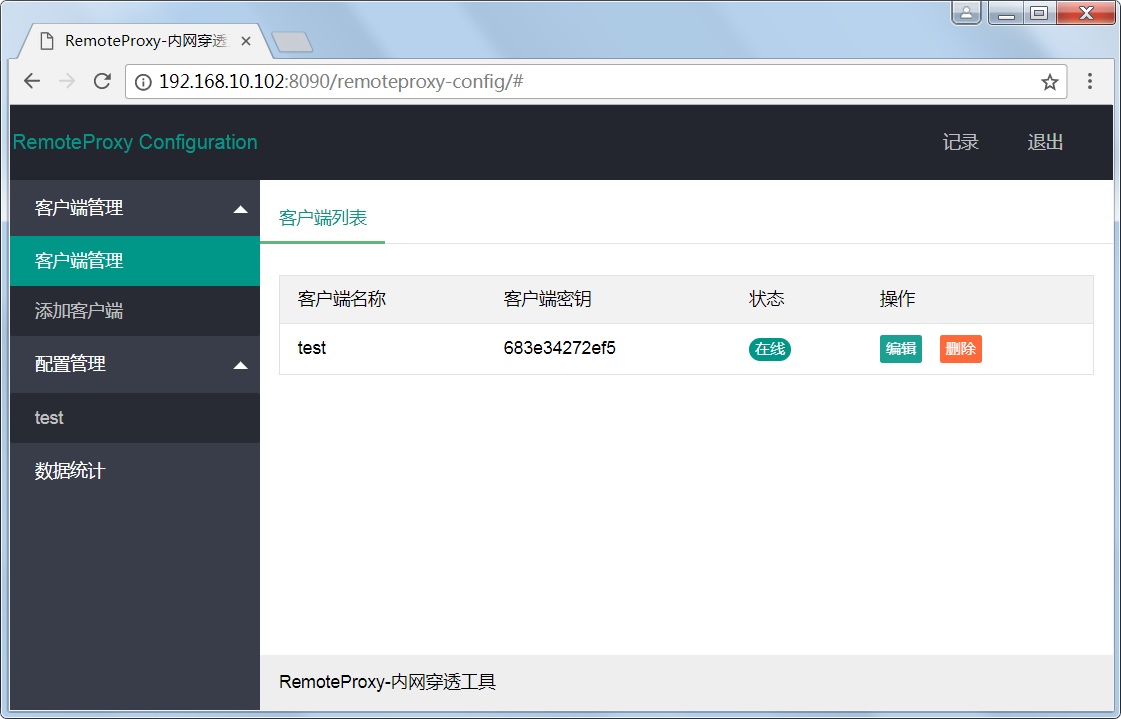 RemoteProxy-内网穿透
192.168.10.102:8090/remoteproxy-config/#
RemoteProxy Configuration
记录
退出
客户端管理
客户端管理
添加客户端
配置管理
test
数据统计
客户端列表
客户端名称 客户端密钥 状态 操作
test 683e34272ef5 在线 编辑 删除
RemoteProxy-内网穿透工具